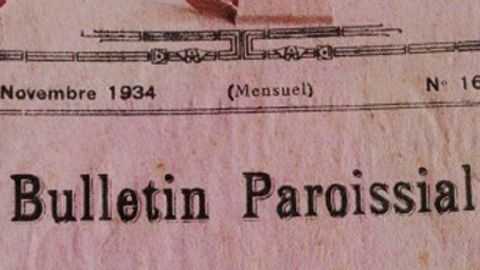 Novembre 1934 (Mensuel) N° 16
Bulletin Paroissial